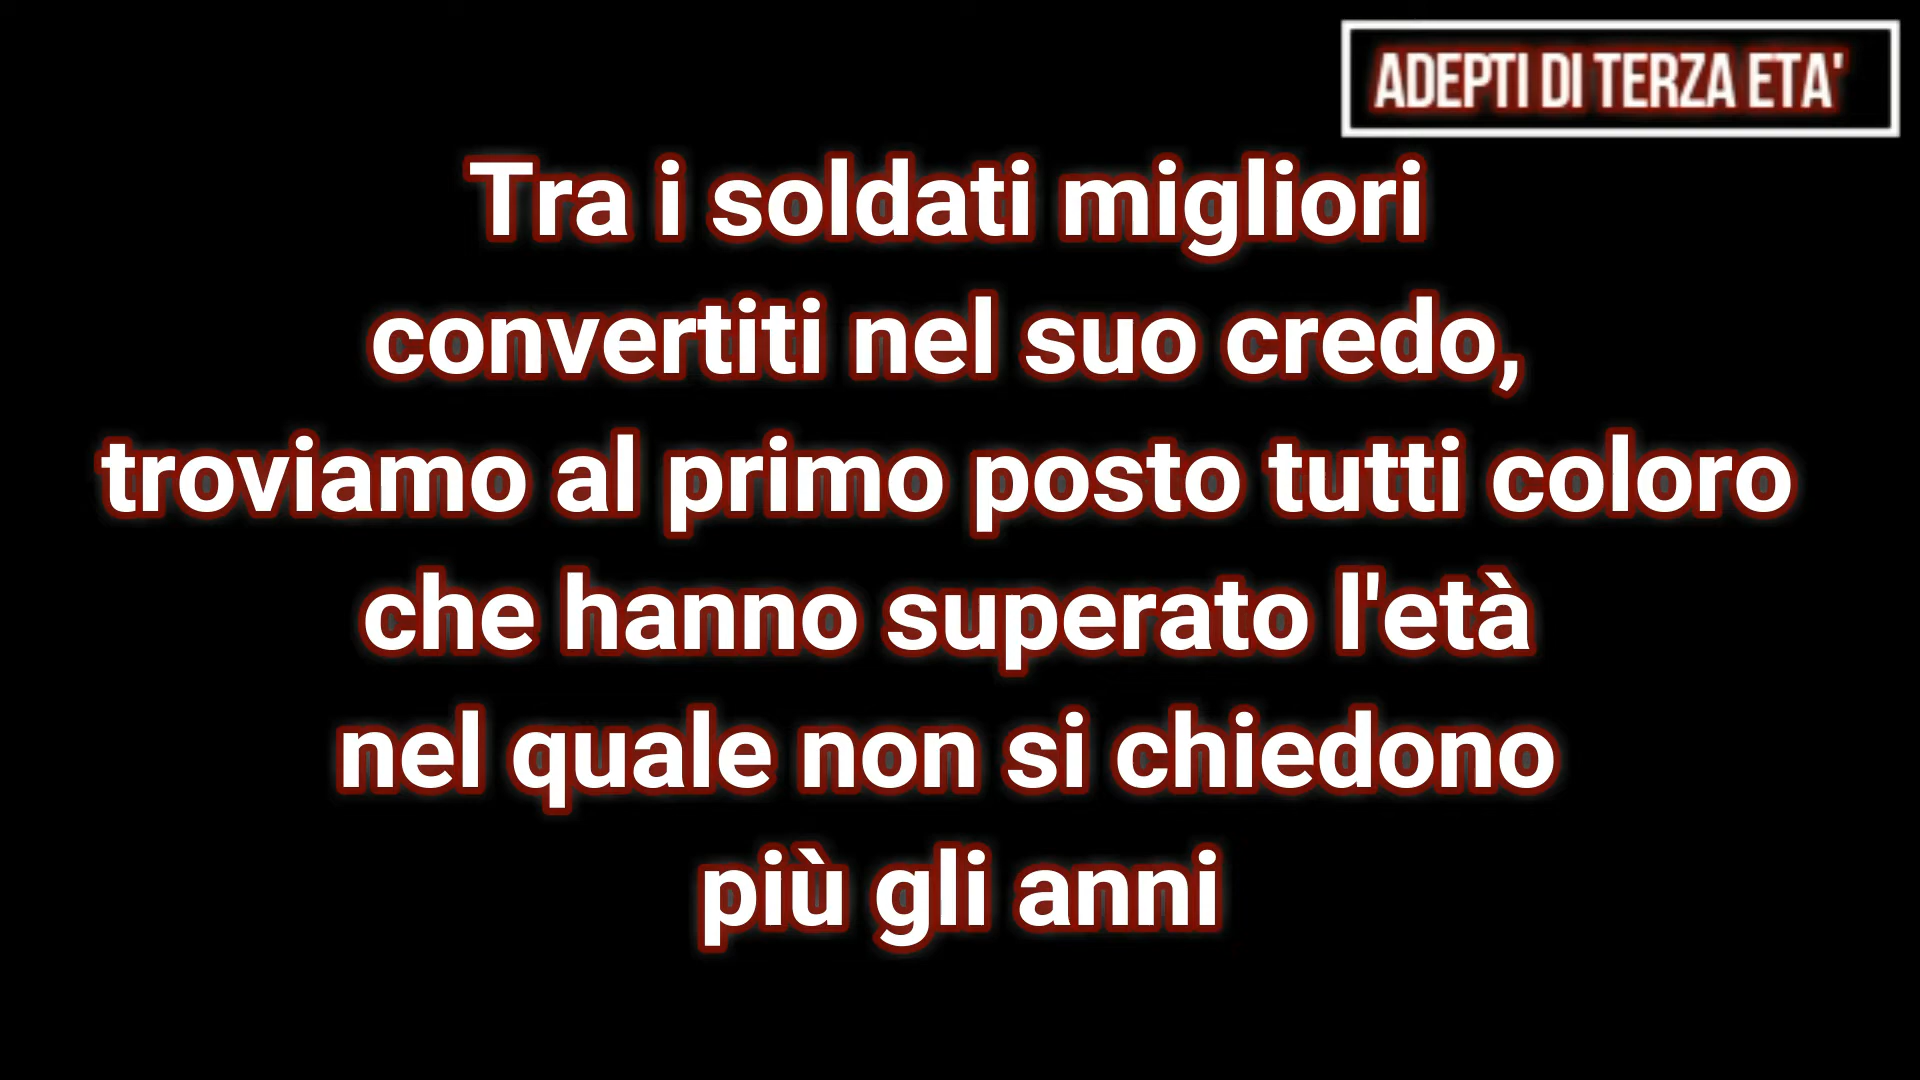 ADEPTI DI TERZA ETA'
Tra i soldati migliori
convertiti nel suo credo,
troviamo al primo posto tutti coloro
che hanno superato l'età
nel quale non si chiedono
più gli anni